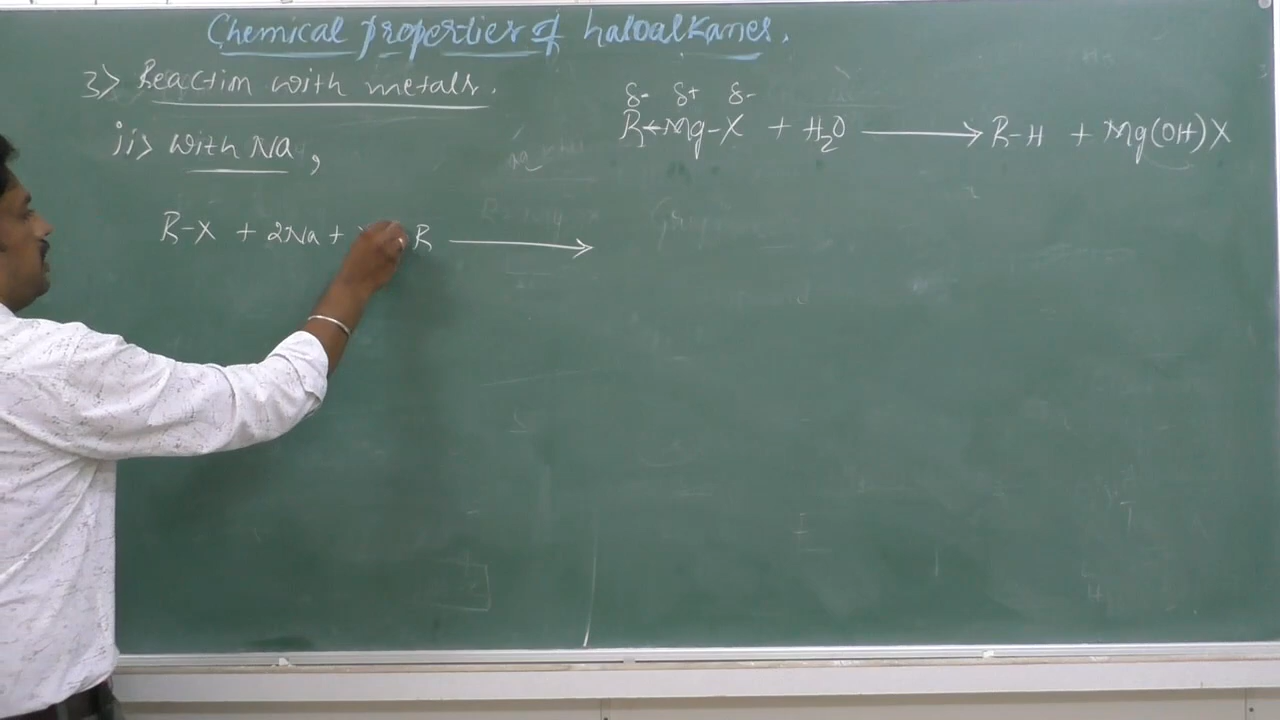 Chemical properties of haloalkanes.
3) Reaction with metals.
ii) With Na,
R-X + 2Na + R ⟶
δ- δ+ δ-
R←Mg-X + H₂O ⟶ R-H + Mg(OH)X